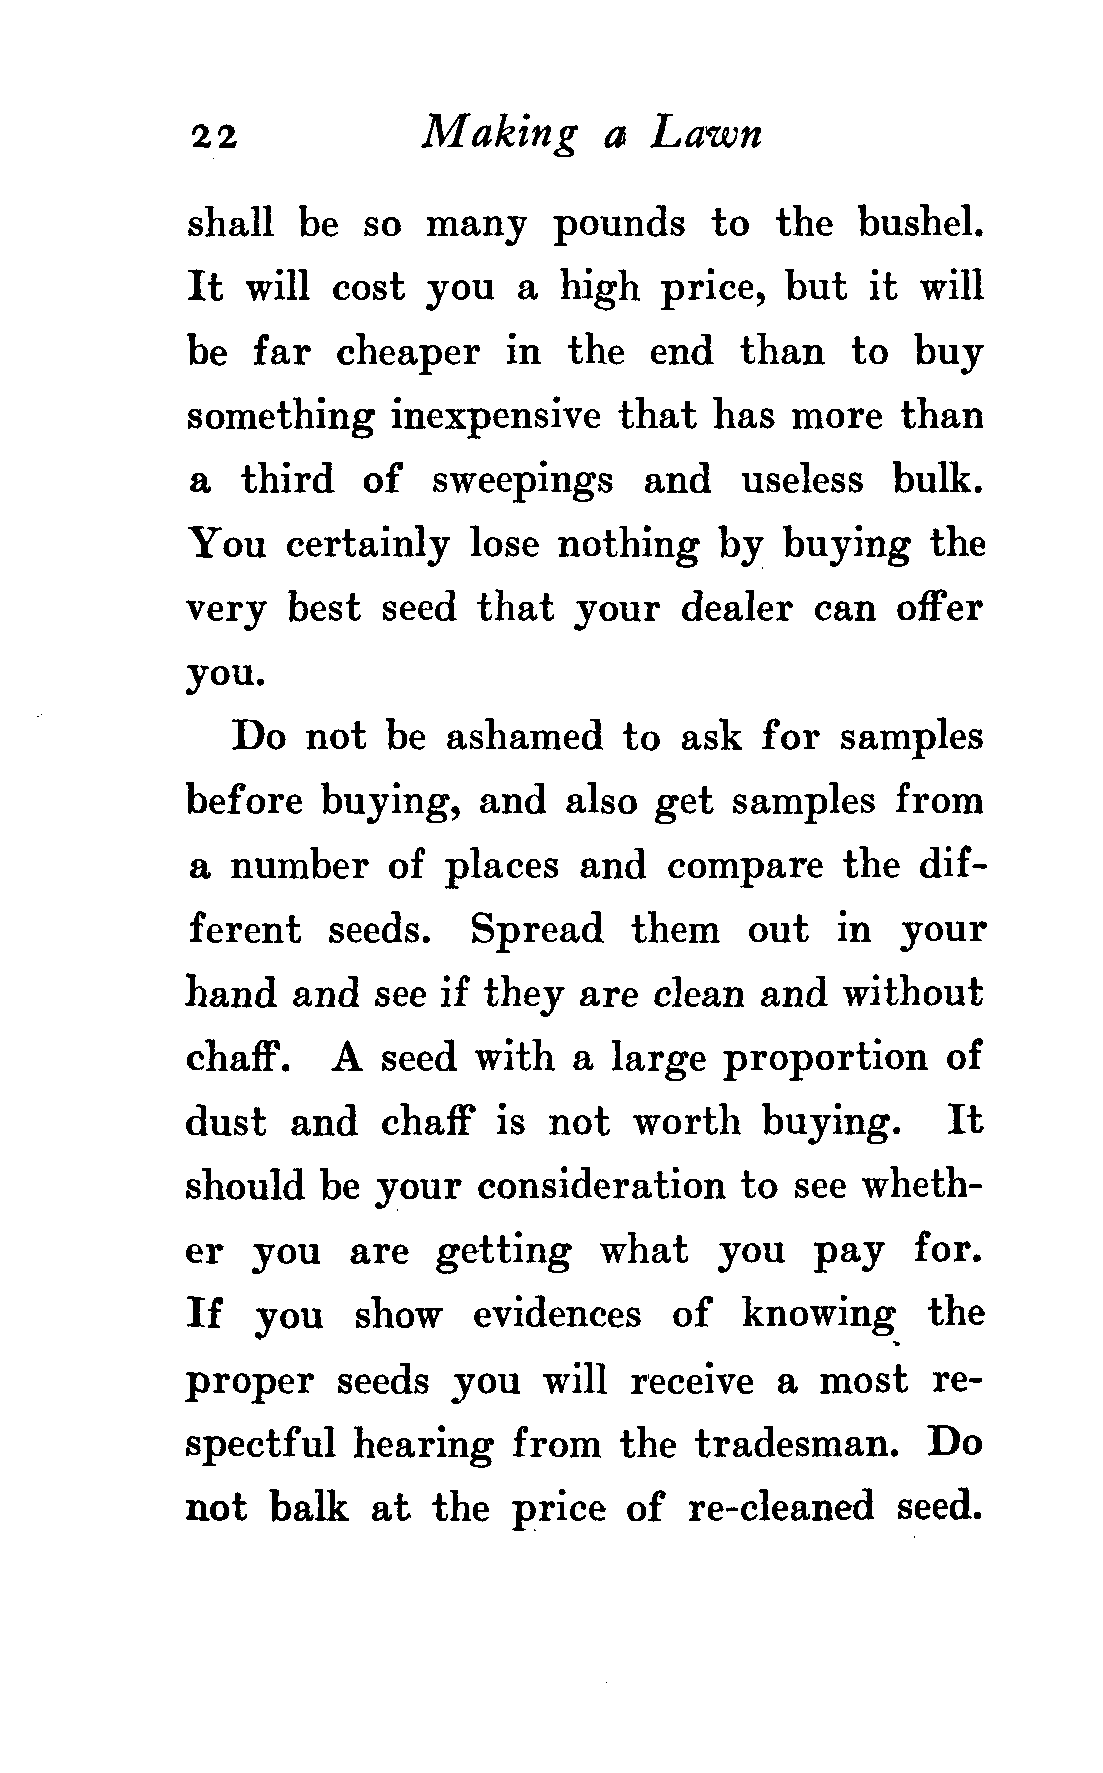 22 Making a Lawn
shall be so many pounds to the bushel.
It will cost you a high price, but it will
be far cheaper in the end than to buy
something inexpensive that has more than
a third of sweepings and useless bulk.
You certainly lose nothing by buying the
very best seed that your dealer can offer
you.
Do not be ashamed to ask for samples
before buying, and also get samples from
a number of places and compare the dif-
ferent seeds. Spread them out in your
hand and see if they are clean and without
chaff. A seed with a large proportion of
dust and chaff is not worth buying. It
should be your consideration to see wheth-
er you are getting what you pay for.
If you show evidences of knowing the
proper seeds you will receive a most re-
spectful hearing from the tradesman. Do
not balk at the price of re-cleaned seed.